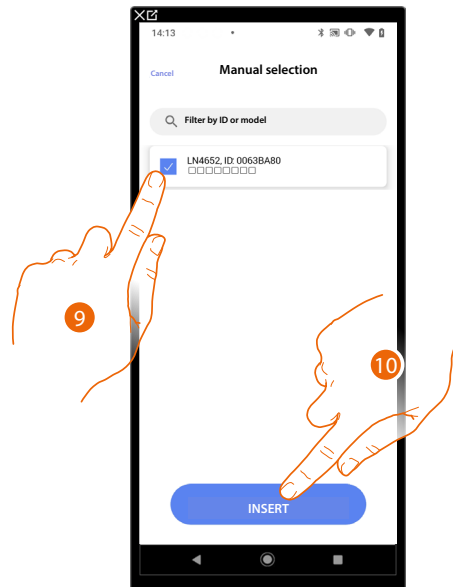 14:13
Cancel
Manual selection
Filter by ID or model
LN4652, ID: 0063BA80
□□□□□□□□
9
10
INSERT